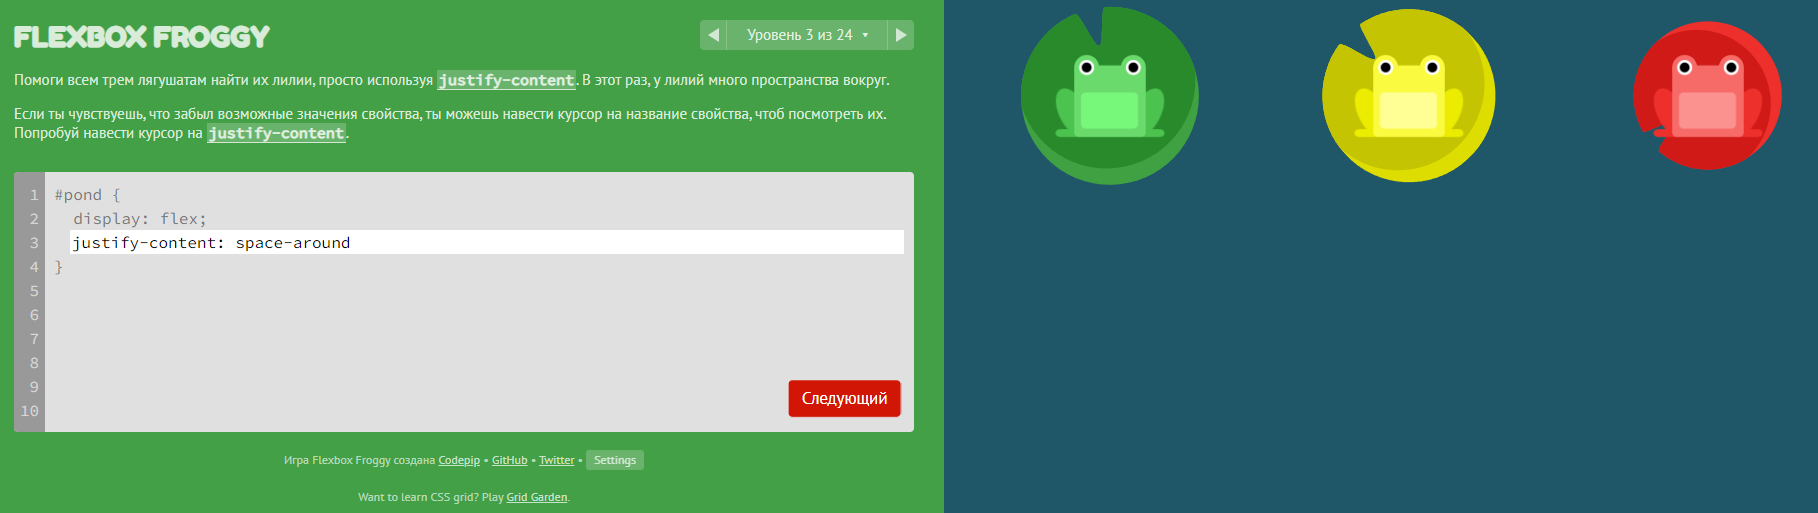 FLEXBOX FROGGY
Уровень 3 из 24
Помоги всем трем лягушатам найти их лилии, просто используя justify-content. В этот раз, у лилий много пространства вокруг.
Если ты чувствуешь, что забыл возможные значения свойства, ты можешь навести курсор на название свойства, чтоб посмотреть их.
Попробуй навести курсор на justify-content.
1 #pond {
2 display: flex;
3 justify-content: space-around
4 }
5
6
7
8
9
10
Следующий
Игра Flexbox Froggy создана Codepip • GitHub • Twitter • Settings
Want to learn CSS grid? Play Grid Garden.